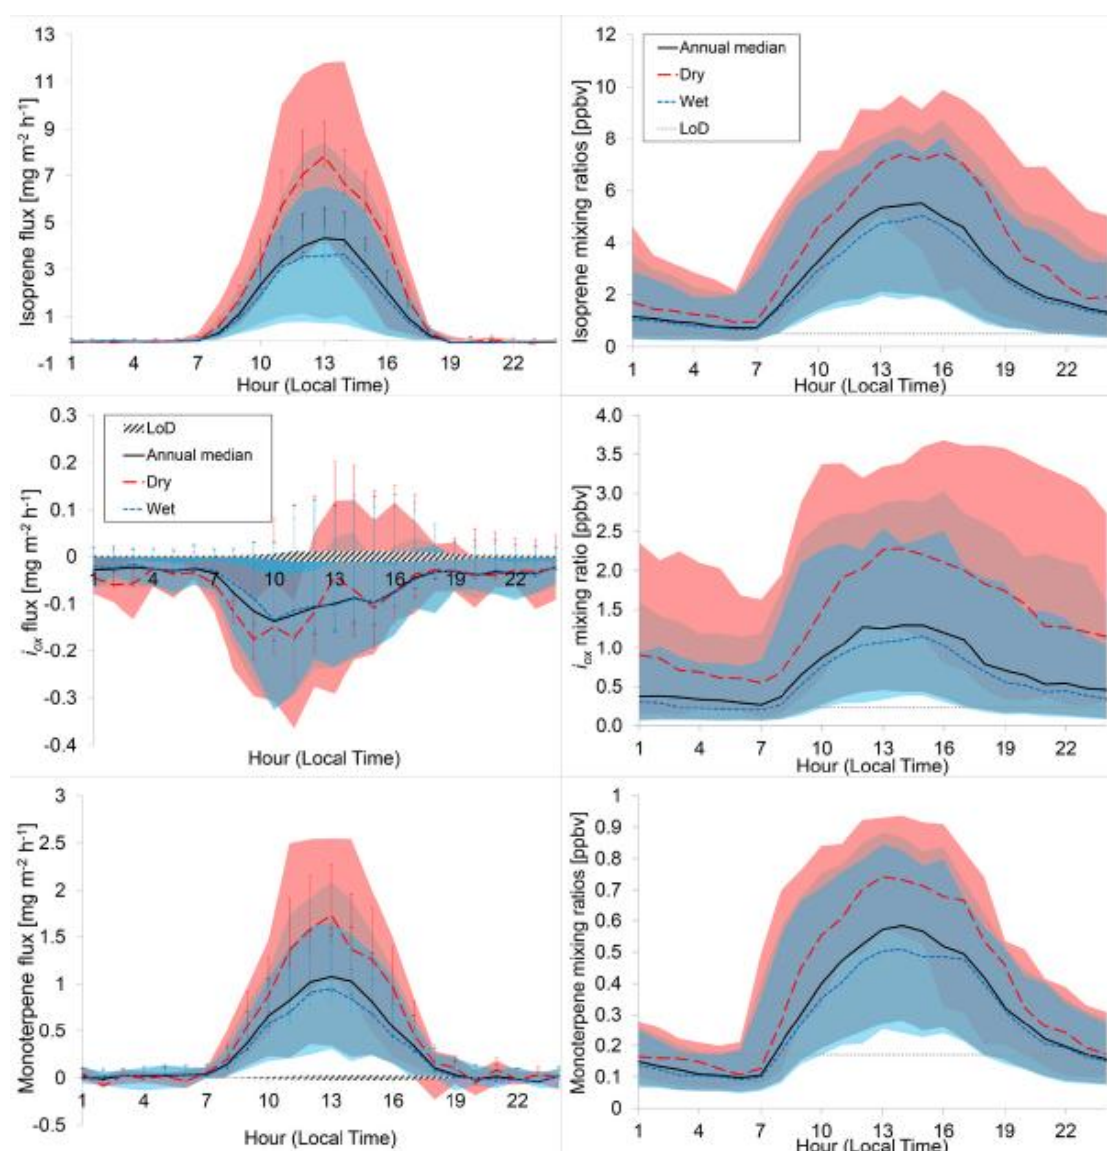 Isoprene flux [mg m⁻² h⁻¹]
13
11
9
7
5
3
1
-1
1 4 7 10 13 16 19 22
Hour (Local Time)
Isoprene mixing ratios [ppbv]
12
10
8
6
4
2
0
Annual median
Dry
Wet
LoD
1 4 7 10 13 16 19 22
Hour (Local Time)
iox flux [mg m⁻² h⁻¹]
0.3
0.2
0.1
0
-0.1
-0.2
-0.3
-0.4
LoD
Annual median
Dry
Wet
1 4 7 10 13 16 19 22
Hour (Local Time)
iox mixing ratio [ppbv]
4.0
3.5
3.0
2.5
2.0
1.5
1.0
0.5
0.0
1 4 7 10 13 16 19 22
Hour (Local Time)
Monoterpene flux [mg m⁻² h⁻¹]
3
2.5
2
1.5
1
0.5
0
-0.5
1 4 7 10 13 16 19 22
Hour (Local Time)
Monoterpene mixing ratios [ppbv]
1
0.9
0.8
0.7
0.6
0.5
0.4
0.3
0.2
0.1
0
1 4 7 10 13 16 19 22
Hour (Local Time)